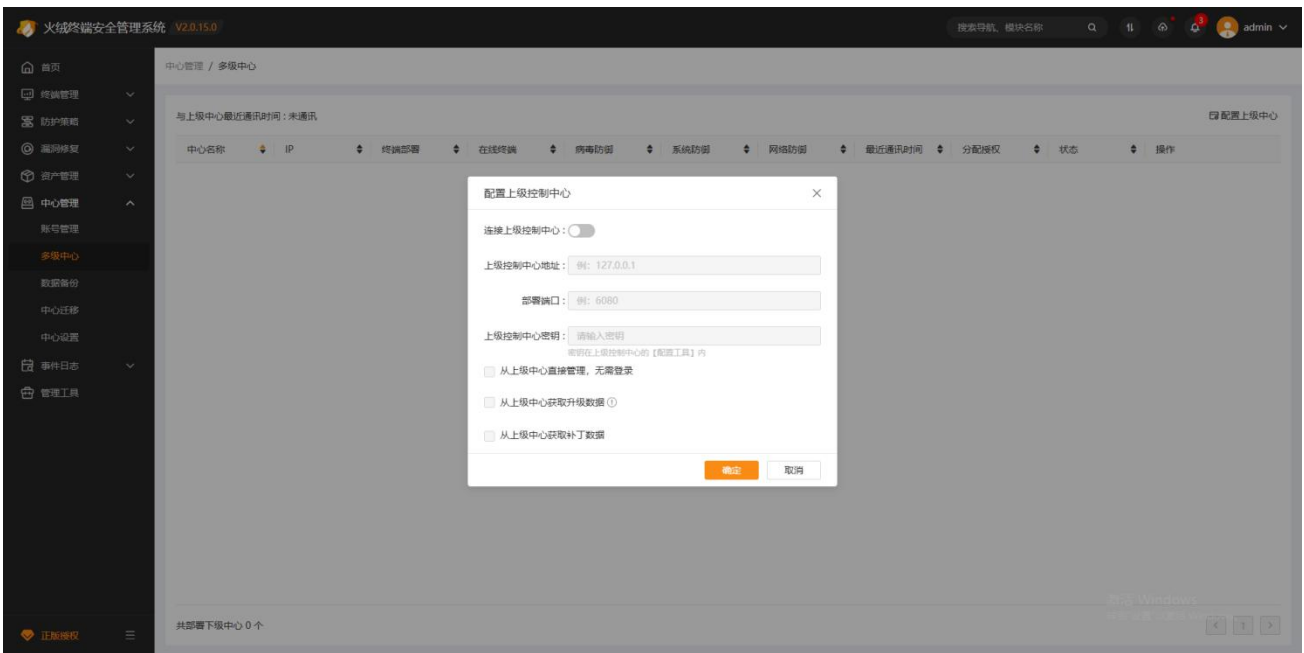 火绒终端安全管理系统 V2.0.15.0 搜索导航、模块名称 3 admin
首页
终端管理
防护策略
漏洞修复
资产管理
中心管理
账号管理
多级中心
数据备份
中心迁移
中心设置
事件日志
管理工具
正版授权
中心管理 / 多级中心
与上级中心最近通讯时间 : 未通讯 配置上级中心
中心名称 IP 终端部署 在线终端 病毒防御 系统防御 网络防御 最近通讯时间 分配授权 状态 操作
配置上级控制中心
连接上级控制中心 :
上级控制中心地址 : 例: 127.0.0.1
部署端口 : 例: 6080
上级控制中心密钥 : 请输入密钥
密钥在上级控制中心的【配置工具】内
从上级中心直接管理，无需登录
从上级中心获取升级数据
从上级中心获取补丁数据
确定 取消
激活 Windows
共部署下级中心 0 个 < 1 >